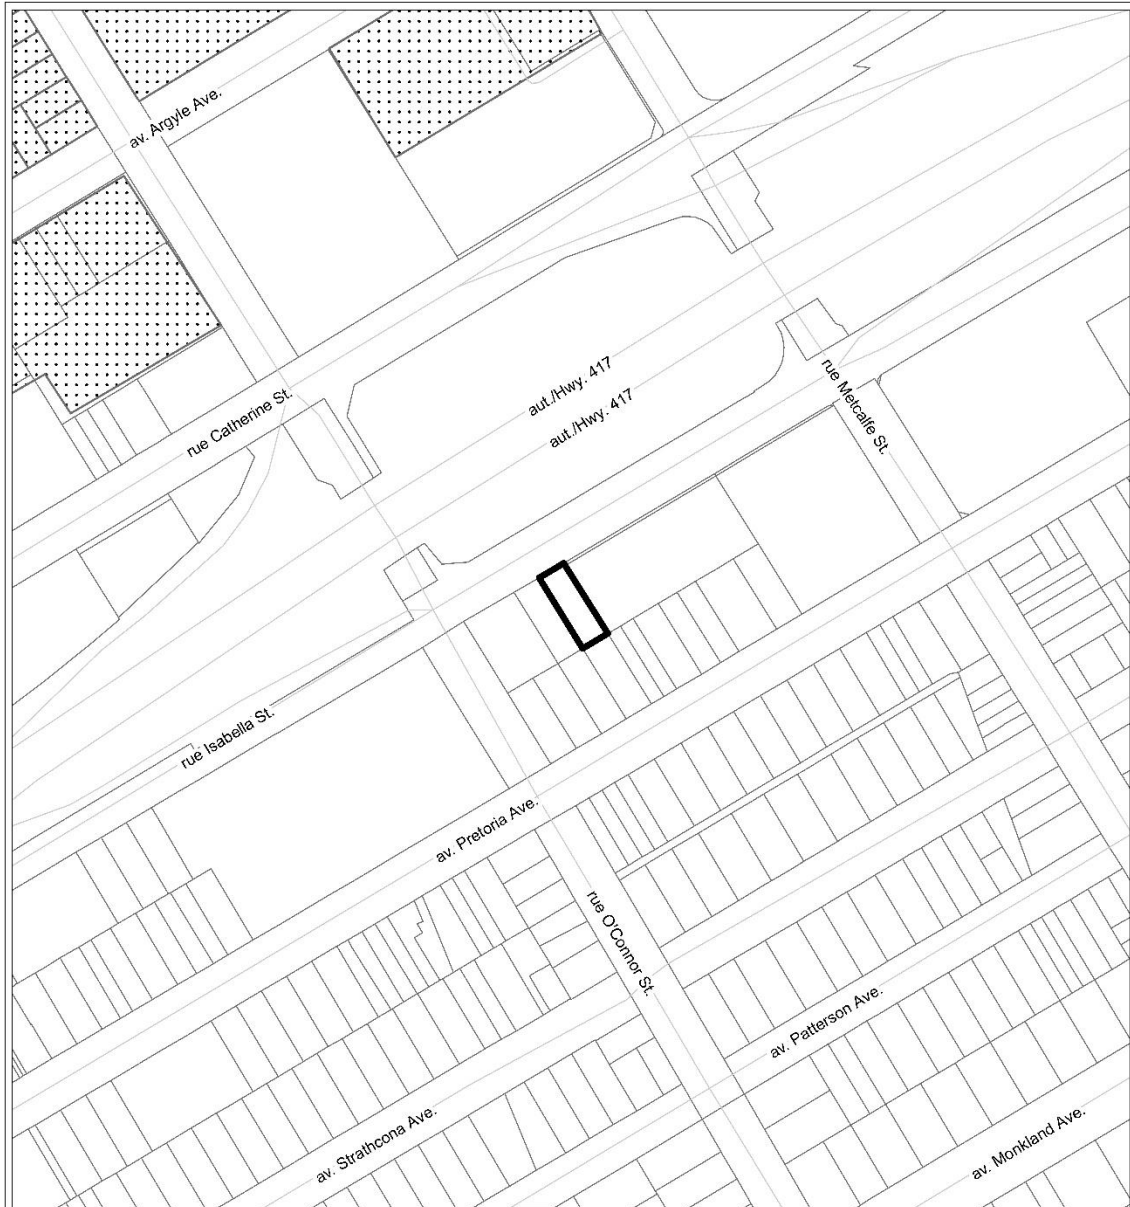 av. Argyle Ave.
rue Catherine St.
aut./Hwy. 417
aut./Hwy. 417
rue Metcalfe St.
rue Isabella St.
av. Pretoria Ave.
rue O'Connor St.
av. Patterson Ave.
av. Strathcona Ave.
av. Monkland Ave.